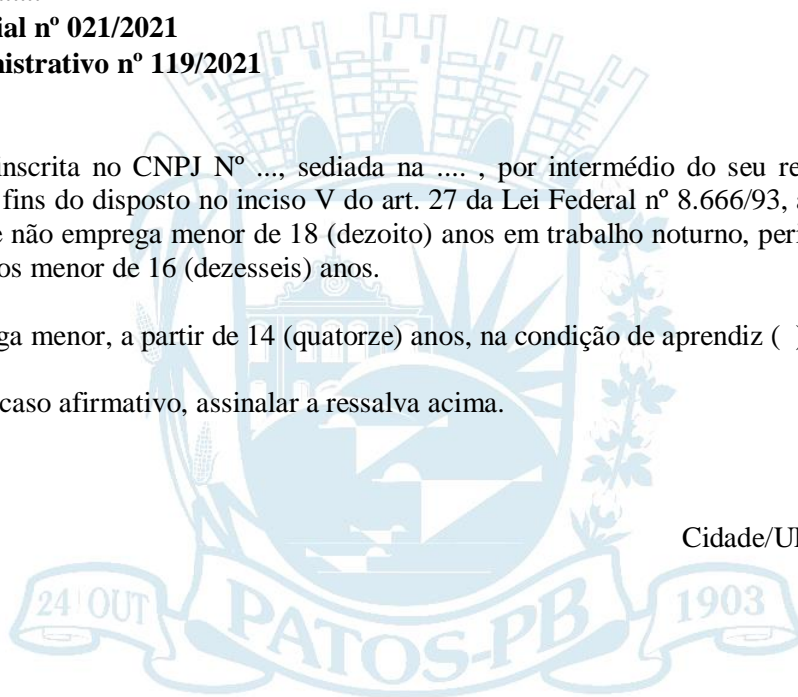 ial nº 021/2021
nistrativo nº 119/2021
inscrita no CNPJ Nº ..., sediada na .... , por intermédio do seu re
fins do disposto no inciso V do art. 27 da Lei Federal nº 8.666/93, a
e não emprega menor de 18 (dezoito) anos em trabalho noturno, peri
os menor de 16 (dezesseis) anos.
ga menor, a partir de 14 (quatorze) anos, na condição de aprendiz ( )
caso afirmativo, assinalar a ressalva acima.
Cidade/U
24 OUT
PATOS-PB
1903